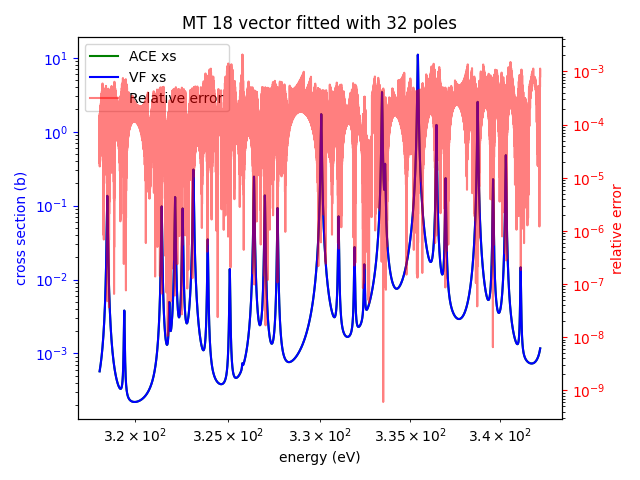 MT 18 vector fitted with 32 poles
ACE xs
VF xs
Relative error
10¹
10⁰
10⁻¹
10⁻²
10⁻³
cross section (b)
10⁻³
10⁻⁴
10⁻⁵
10⁻⁶
10⁻⁷
10⁻⁸
10⁻⁹
relative error
3.2 × 10² 3.25 × 10² 3.3 × 10² 3.35 × 10² 3.4 × 10²
energy (eV)